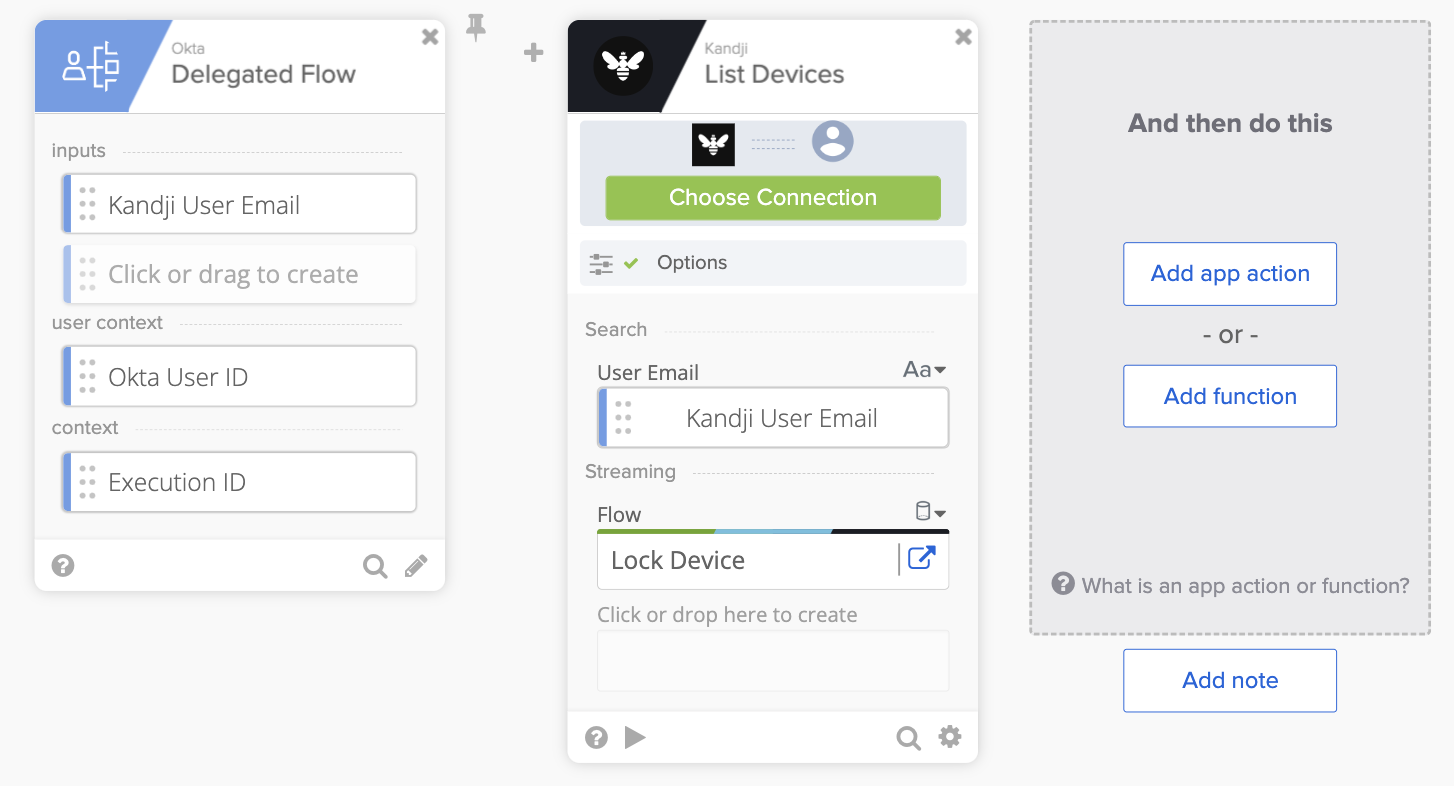 Okta
Delegated Flow
inputs
Kandji User Email
Click or drag to create
user context
Okta User ID
context
Execution ID
Kandji
List Devices
Choose Connection
Options
Search
User Email
Aa
Kandji User Email
Streaming
Flow
Lock Device
Click or drop here to create
And then do this
Add app action
- or -
Add function
What is an app action or function?
Add note